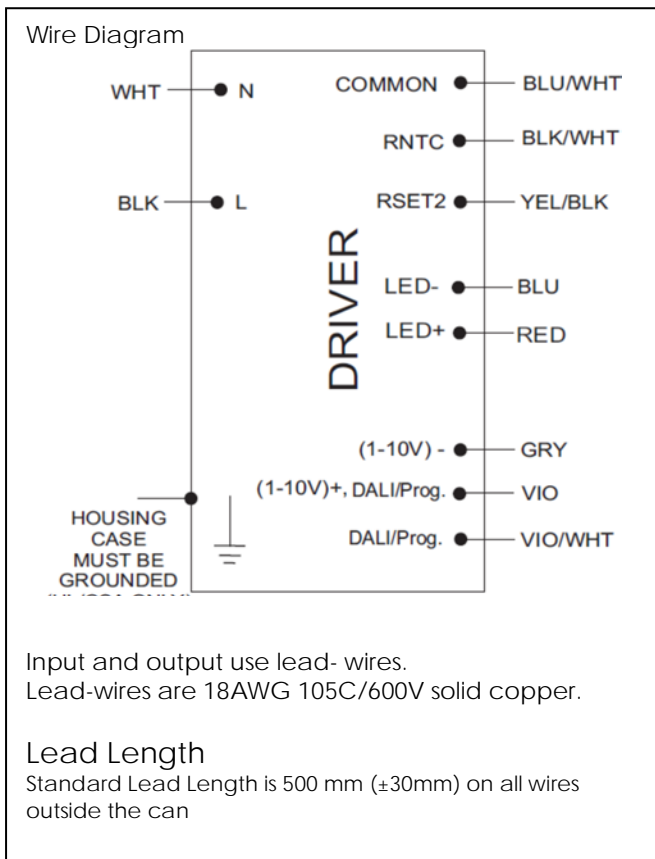 Wire Diagram
WHT N COMMON BLU/WHT
RNTC BLK/WHT
BLK L RSET2 YEL/BLK
DRIVER
LED- BLU
LED+ RED
(1-10V) - GRY
(1-10V)+, DALI/Prog. VIO
DALI/Prog. VIO/WHT
HOUSING
CASE
MUST BE
GROUNDED
Input and output use lead- wires.
Lead-wires are 18AWG 105C/600V solid copper.
Lead Length
Standard Lead Length is 500 mm (±30mm) on all wires
outside the can